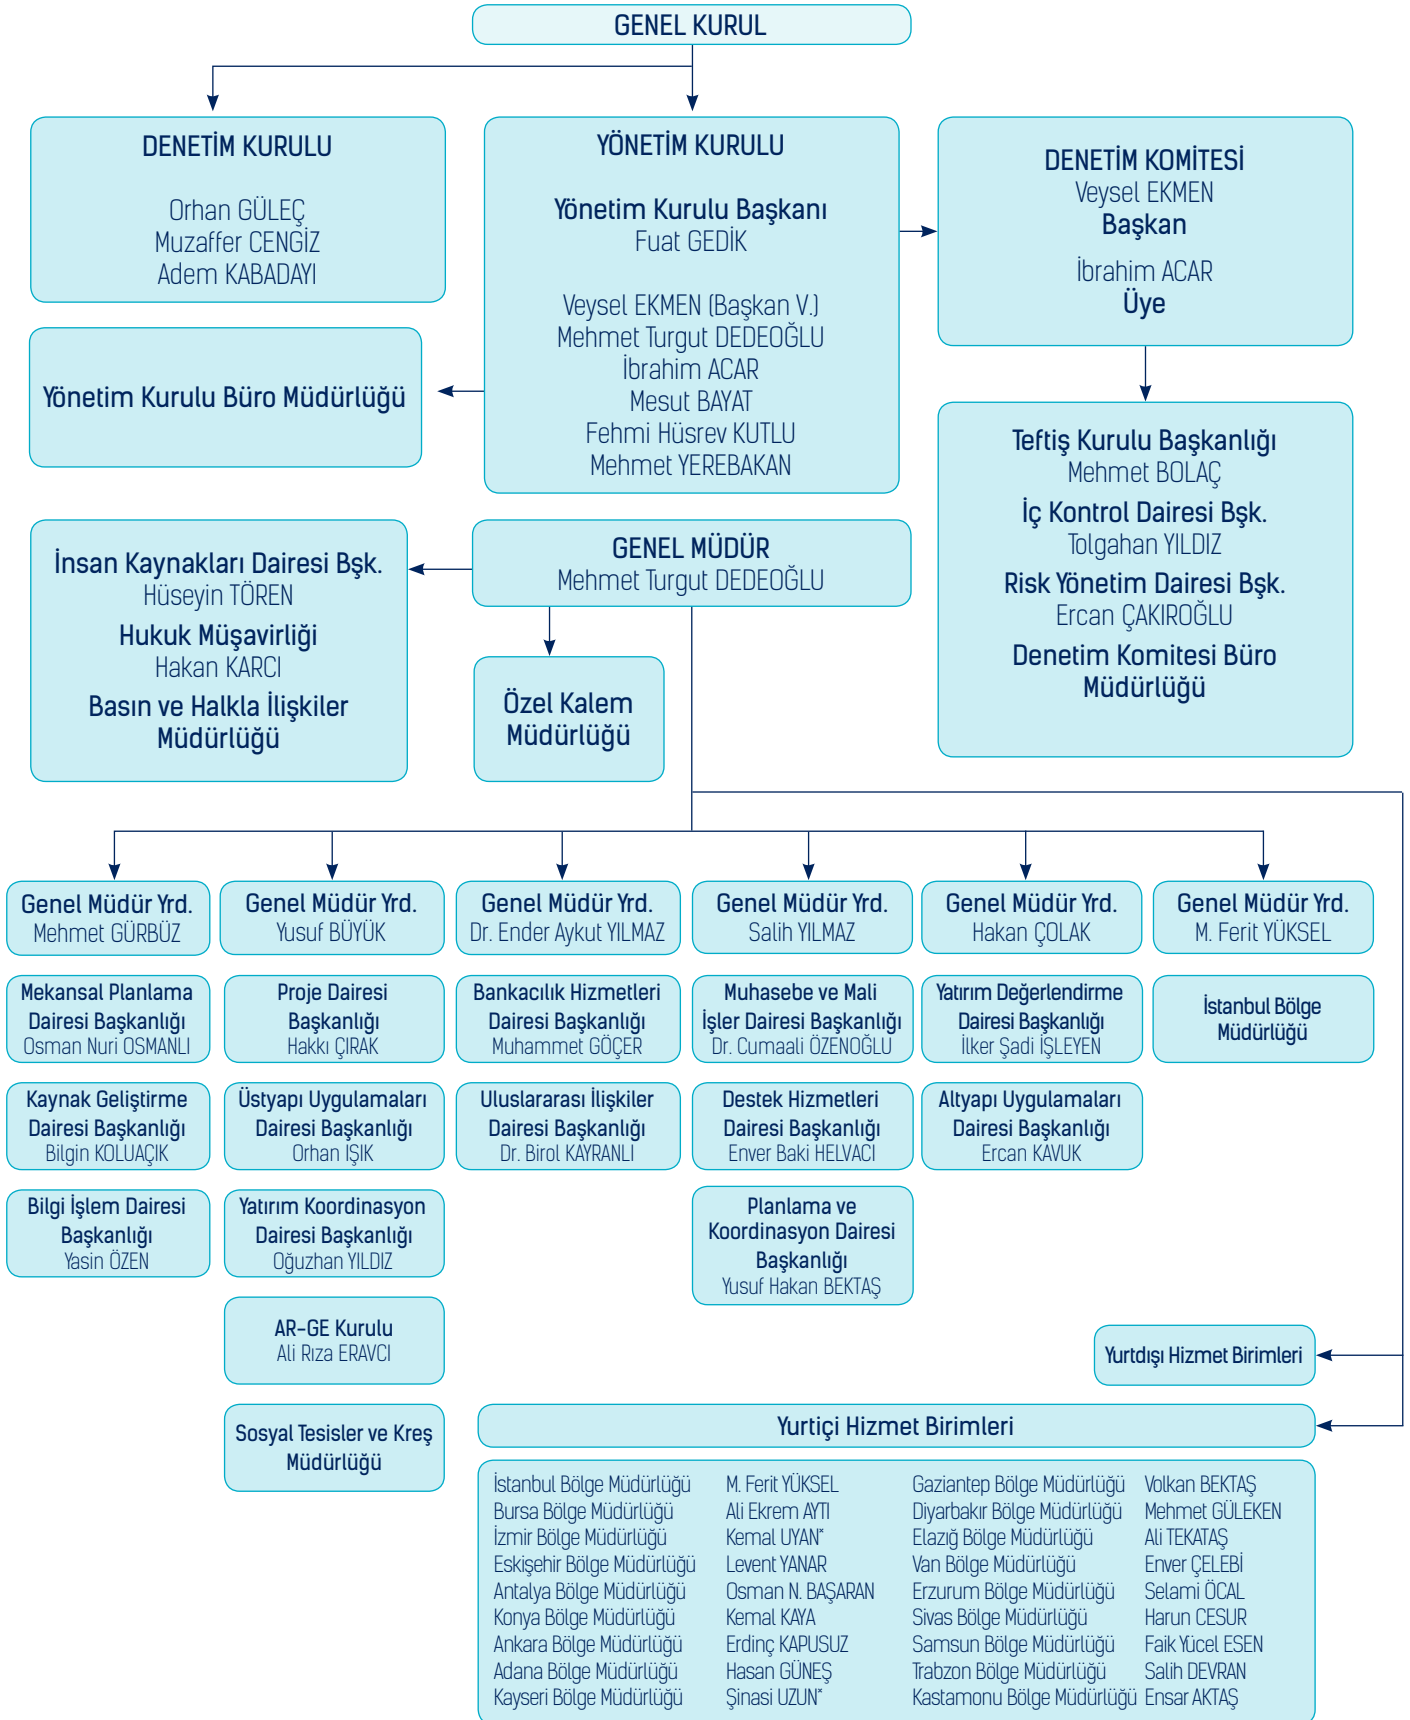 GENEL KURUL
DENETİM KURULU
Orhan GÜLEÇ
Muzaffer CENGİZ
Adem KABADAYI
YÖNETİM KURULU
Yönetim Kurulu Başkanı
Fuat GEDİK
Veysel EKMEN (Başkan V.)
Mehmet Turgut DEDEOĞLU
İbrahim ACAR
Mesut BAYAT
Fehmi Hüsrev KUTLU
Mehmet YEREBAKAN
DENETİM KOMİTESİ
Veysel EKMEN
Başkan
İbrahim ACAR
Üye
Yönetim Kurulu Büro Müdürlüğü
Teftiş Kurulu Başkanlığı
Mehmet BOLAÇ
İç Kontrol Dairesi Bşk.
Tolgahan YILDIZ
Risk Yönetim Dairesi Bşk.
Ercan ÇAKIROĞLU
Denetim Komitesi Büro
Müdürlüğü
İnsan Kaynakları Dairesi Bşk.
Hüseyin TÖREN
Hukuk Müşavirliği
Hakan KARCI
Basın ve Halkla İlişkiler
Müdürlüğü
GENEL MÜDÜR
Mehmet Turgut DEDEOĞLU
Özel Kalem
Müdürlüğü
Genel Müdür Yrd.
Mehmet GÜRBÜZ
Genel Müdür Yrd.
Yusuf BÜYÜK
Genel Müdür Yrd.
Dr. Ender Aykut YILMAZ
Genel Müdür Yrd.
Salih YILMAZ
Genel Müdür Yrd.
Hakan ÇOLAK
Genel Müdür Yrd.
M. Ferit YÜKSEL
Mekansal Planlama
Dairesi Başkanlığı
Osman Nuri OSMANLI
Proje Dairesi
Başkanlığı
Hakkı ÇIRAK
Bankacılık Hizmetleri
Dairesi Başkanlığı
Muhammet GÖÇER
Muhasebe ve Mali
İşler Dairesi Başkanlığı
Dr. Cumaali ÖZENOĞLU
Yatırım Değerlendirme
Dairesi Başkanlığı
İlker Şadi İŞLEYEN
İstanbul Bölge
Müdürlüğü
Kaynak Geliştirme
Dairesi Başkanlığı
Bilgin KOLUAÇIK
Üstyapı Uygulamaları
Dairesi Başkanlığı
Orhan IŞIK
Uluslararası İlişkiler
Dairesi Başkanlığı
Dr. Birol KAYRANLI
Destek Hizmetleri
Dairesi Başkanlığı
Enver Baki HELVACI
Altyapı Uygulamaları
Dairesi Başkanlığı
Ercan KAVUK
Bilgi İşlem Dairesi
Başkanlığı
Yasin ÖZEN
Yatırım Koordinasyon
Dairesi Başkanlığı
Oğuzhan YILDIZ
Planlama ve
Koordinasyon Dairesi
Başkanlığı
Yusuf Hakan BEKTAŞ
AR-GE Kurulu
Ali Rıza ERAVCI
Sosyal Tesisler ve Kreş
Müdürlüğü
Yurtdışı Hizmet Birimleri
Yurtiçi Hizmet Birimleri
İstanbul Bölge Müdürlüğü M. Ferit YÜKSEL Gaziantep Bölge Müdürlüğü Volkan BEKTAŞ
Bursa Bölge Müdürlüğü Ali Ekrem AYTI Diyarbakır Bölge Müdürlüğü Mehmet GÜLEKEN
İzmir Bölge Müdürlüğü Kemal UYAN* Elazığ Bölge Müdürlüğü Ali TEKATAŞ
Eskişehir Bölge Müdürlüğü Levent YANAR Van Bölge Müdürlüğü Enver ÇELEBİ
Antalya Bölge Müdürlüğü Osman N. BAŞARAN Erzurum Bölge Müdürlüğü Selami ÖCAL
Konya Bölge Müdürlüğü Kemal KAYA Sivas Bölge Müdürlüğü Harun CESUR
Ankara Bölge Müdürlüğü Erdinç KAPUSUZ Samsun Bölge Müdürlüğü Faik Yücel ESEN
Adana Bölge Müdürlüğü Hasan GÜNEŞ Trabzon Bölge Müdürlüğü Salih DEVRAN
Kayseri Bölge Müdürlüğü Şinasi UZUN* Kastamonu Bölge Müdürlüğü Ensar AKTAŞ